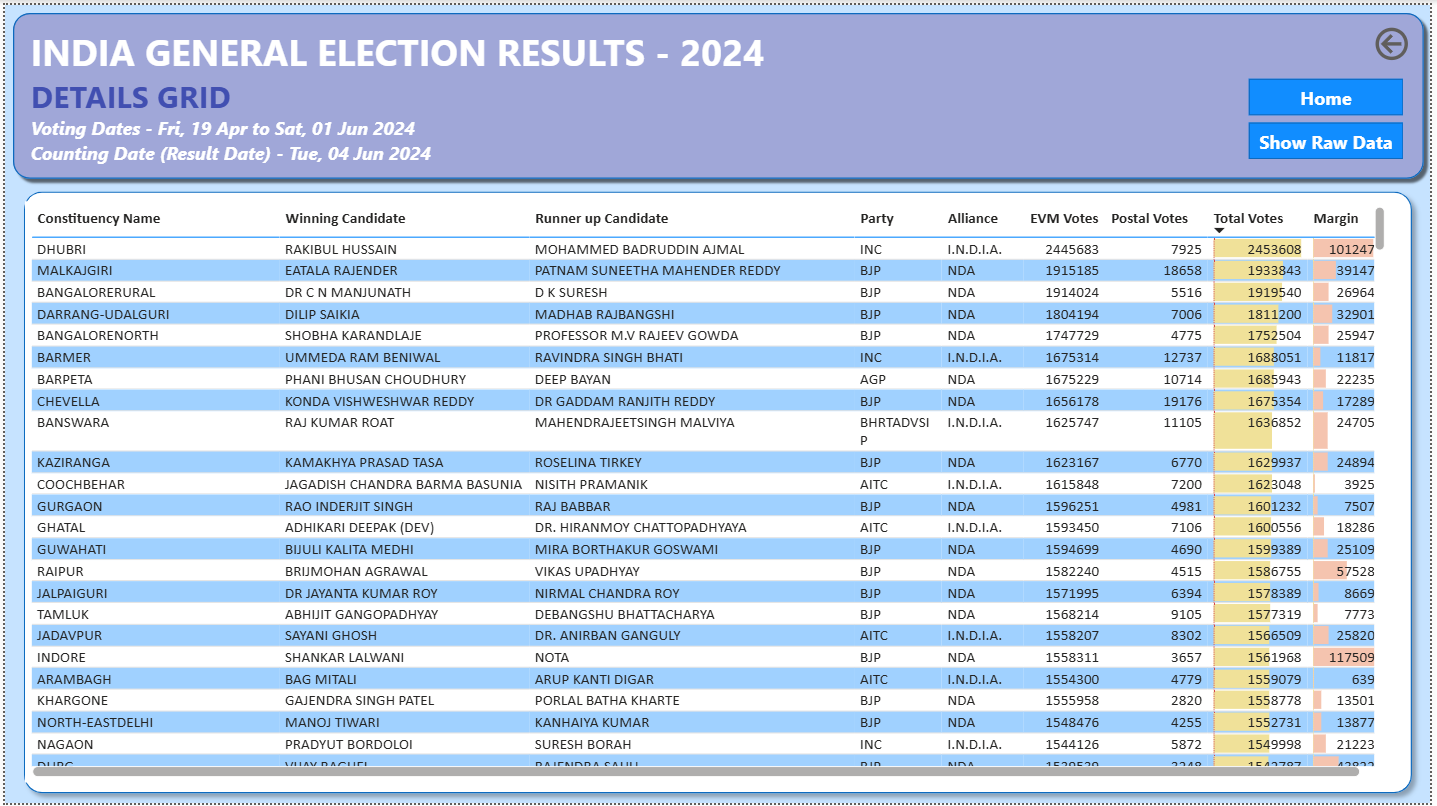 INDIA GENERAL ELECTION RESULTS - 2024
DETAILS GRID
Voting Dates - Fri, 19 Apr to Sat, 01 Jun 2024
Counting Date (Result Date) - Tue, 04 Jun 2024
Home
Show Raw Data
Constituency Name Winning Candidate Runner up Candidate Party Alliance EVM Votes Postal Votes Total Votes Margin
DHUBRI RAKIBUL HUSSAIN MOHAMMED BADRUDDIN AJMAL INC I.N.D.I.A. 2445683 7925 2453608 101247
MALKAJGIRI EATALA RAJENDER PATNAM SUNEETHA MAHENDER REDDY BJP NDA 1915185 18658 1933843 39147
BANGALORERURAL DR C N MANJUNATH D K SURESH BJP NDA 1914024 5516 1919540 26964
DARRANG-UDALGURI DILIP SAIKIA MADHAB RAJBANGSHI BJP NDA 1804194 7006 1811200 32901
BANGALORENORTH SHOBHA KARANDLAJE PROFESSOR M.V RAJEEV GOWDA BJP NDA 1747729 4775 1752504 25947
BARMER UMMEDA RAM BENIWAL RAVINDRA SINGH BHATI INC I.N.D.I.A. 1675314 12737 1688051 11817
BARPETA PHANI BHUSAN CHOUDHURY DEEP BAYAN AGP NDA 1675229 10714 1685943 22235
CHEVELLA KONDA VISHWESHWAR REDDY DR GADDAM RANJITH REDDY BJP NDA 1656178 19176 1675354 17289
BANSWARA RAJ KUMAR ROAT MAHENDRAJEETSINGH MALVIYA BHRTADVSI I.N.D.I.A. 1625747 11105 1636852 24705
P
KAZIRANGA KAMAKHYA PRASAD TASA ROSELINA TIRKEY BJP NDA 1623167 6770 1629937 24894
COOCHBEHAR JAGADISH CHANDRA BARMA BASUNIA NISITH PRAMANIK AITC I.N.D.I.A. 1615848 7200 1623048 3925
GURGAON RAO INDERJIT SINGH RAJ BABBAR BJP NDA 1596251 4981 1601232 7507
GHATAL ADHIKARI DEEPAK (DEV) DR. HIRANMOY CHATTOPADHYAYA AITC I.N.D.I.A. 1593450 7106 1600556 18286
GUWAHATI BIJULI KALITA MEDHI MIRA BORTHAKUR GOSWAMI BJP NDA 1594699 4690 1599389 25109
RAIPUR BRIJMOHAN AGRAWAL VIKAS UPADHYAY BJP NDA 1582240 4515 1586755 57528
JALPAIGURI DR JAYANTA KUMAR ROY NIRMAL CHANDRA ROY BJP NDA 1571995 6394 1578389 8669
TAMLUK ABHIJIT GANGOPADHYAY DEBANGSHU BHATTACHARYA BJP NDA 1568214 9105 1577319 7773
JADAVPUR SAYANI GHOSH DR. ANIRBAN GANGULY AITC I.N.D.I.A. 1558207 8302 1566509 25820
INDORE SHANKAR LALWANI NOTA BJP NDA 1558311 3657 1561968 117509
ARAMBAGH BAG MITALI ARUP KANTI DIGAR AITC I.N.D.I.A. 1554300 4779 1559079 639
KHARGONE GAJENDRA SINGH PATEL PORLAL BATHA KHARTE BJP NDA 1555958 2820 1558778 13501
NORTH-EASTDELHI MANOJ TIWARI KANHAIYA KUMAR BJP NDA 1548476 4255 1552731 13877
NAGAON PRADYUT BORDOLOI SURESH BORAH INC I.N.D.I.A. 1544126 5872 1549998 21223